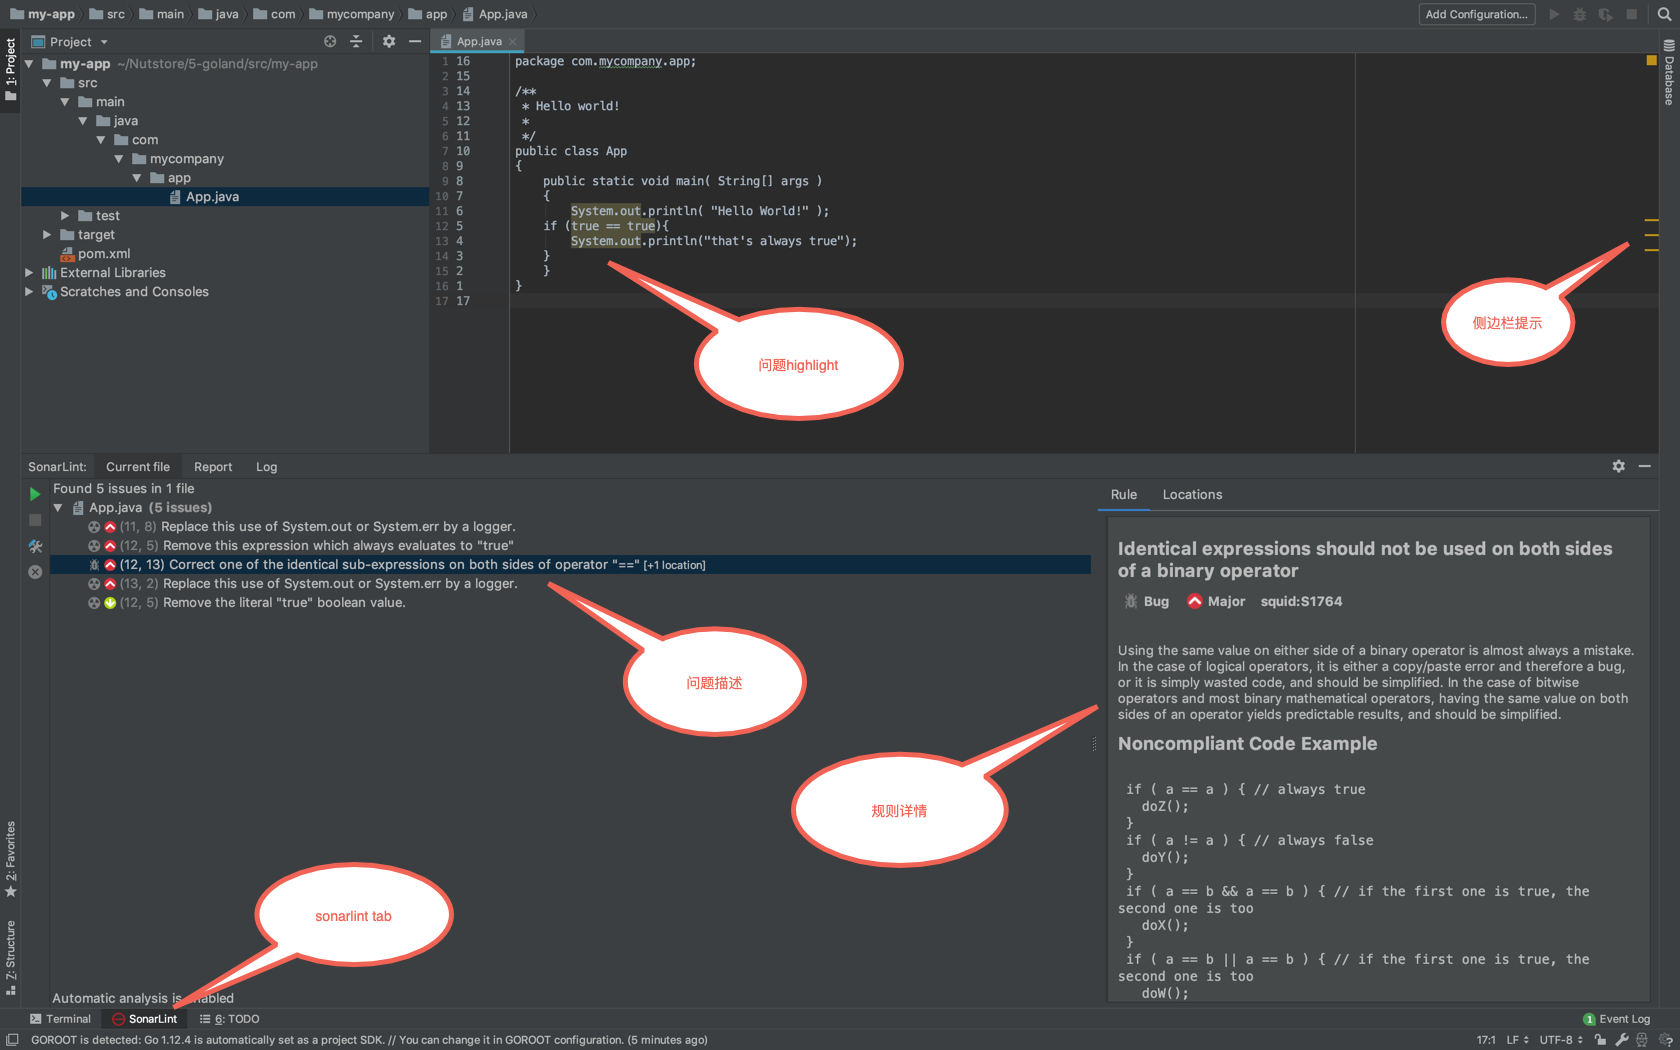 my-app src main java com mycompany app App.java
Add Configuration...
Project
App.java
1: Project
Database
my-app ~/Nutstore/5-goland/src/my-app
src
main
java
com
mycompany
app
App.java
test
target
pom.xml
External Libraries
Scratches and Consoles
1 16 package com.mycompany.app;
2 15
3 14 /**
4 13 * Hello world!
5 12 *
6 11 */
7 10 public class App
8 9 {
9 8 public static void main( String[] args )
10 7 {
11 6 System.out.println( "Hello World!" );
12 5 if (true == true){
13 4 System.out.println("that's always true");
14 3 }
15 2 }
16 1 }
17 17
问题highlight
侧边栏提示
SonarLint: Current file Report Log
Found 5 issues in 1 file
App.java (5 issues)
(11, 8) Replace this use of System.out or System.err by a logger.
(12, 5) Remove this expression which always evaluates to "true"
(12, 13) Correct one of the identical sub-expressions on both sides of operator "==" [+1 location]
(13, 2) Replace this use of System.out or System.err by a logger.
(12, 5) Remove the literal "true" boolean value.
问题描述
规则详情
sonarlint tab
Rule Locations
Identical expressions should not be used on both sides
of a binary operator
Bug Major squid:S1764
Using the same value on either side of a binary operator is almost always a mistake.
In the case of logical operators, it is either a copy/paste error and therefore a bug,
or it is simply wasted code, and should be simplified. In the case of bitwise
operators and most binary mathematical operators, having the same value on both
sides of an operator yields predictable results, and should be simplified.
Noncompliant Code Example
if ( a == a ) { // always true
doZ();
}
if ( a != a ) { // always false
doY();
}
if ( a == b && a == b ) { // if the first one is true, the
second one is too
doX();
}
if ( a == b || a == b ) { // if the first one is true, the
second one is too
doW();
2: Favorites
Z: Structure
Automatic analysis is enabled
Terminal SonarLint 6: TODO
1 Event Log
GOROOT is detected: Go 1.12.4 is automatically set as a project SDK. // You can change it in GOROOT configuration. (5 minutes ago)
17:1 LF UTF-8